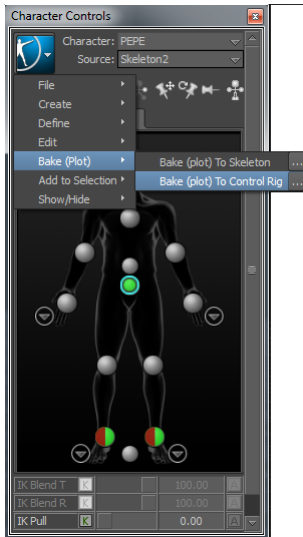 Character Controls
Character: PEPE
Source: Skeleton2
File
Create
Define
Edit
Bake (Plot)
Bake (plot) To Skeleton ...
Add to Selection
Bake (plot) To Control Rig ...
Show/Hide
IK Blend T K 100.00 A
IK Blend R K 100.00 A
IK Pull K 0.00 A